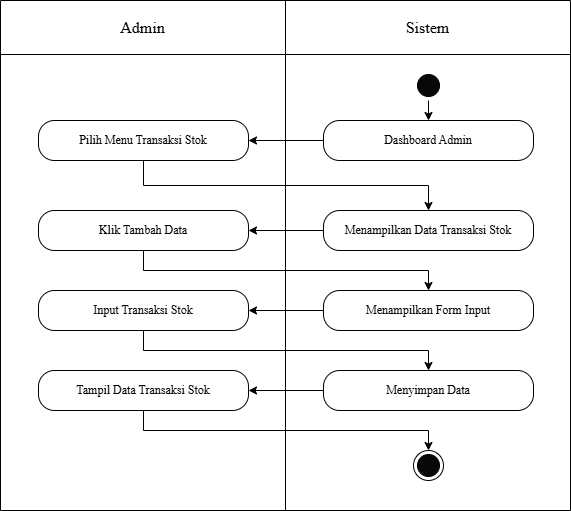 Admin
Sistem
Pilih Menu Transaksi Stok
Dashboard Admin
Klik Tambah Data
Menampilkan Data Transaksi Stok
Input Transaksi Stok
Menampilkan Form Input
Tampil Data Transaksi Stok
Menyimpan Data